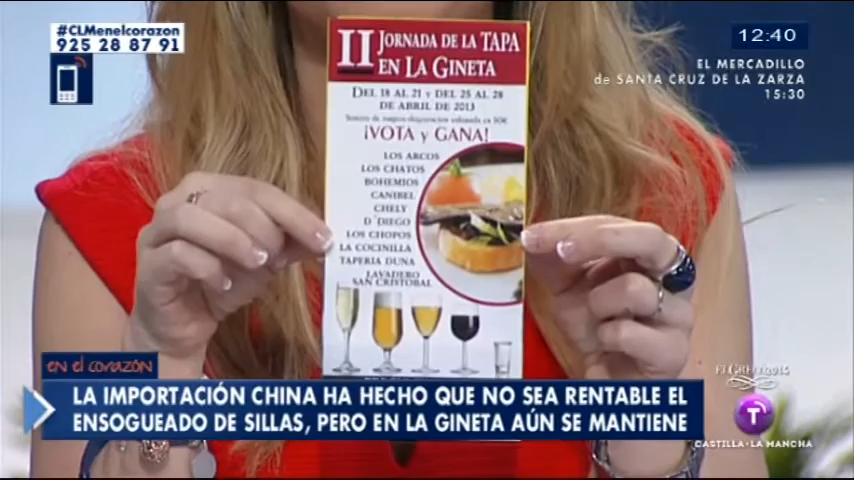 #CLMenelcorazon
925 28 87 91
12:40
EL MERCADILLO
de SANTA CRUZ DE LA ZARZA
15:30
II JORNADA DE LA TAPA
EN LA GINETA
DEL 18 AL 21 Y DEL 25 AL 28
DE ABRIL DE 2013
¡VOTA y GANA!
LOS ARCOS
LOS CHATOS
BOHEMIOS
CANIBEL
CHELY
D´DIEGO
LOS CHOPOS
LA COCINILLA
TAPERIA DUNA
LAVADERO
SAN CRISTOBAL
en el corazón
LA IMPORTACIÓN CHINA HA HECHO QUE NO SEA RENTABLE EL
ENSOGUEADO DE SILLAS, PERO EN LA GINETA AÚN SE MANTIENE
T
CASTILLA-LA MANCHA